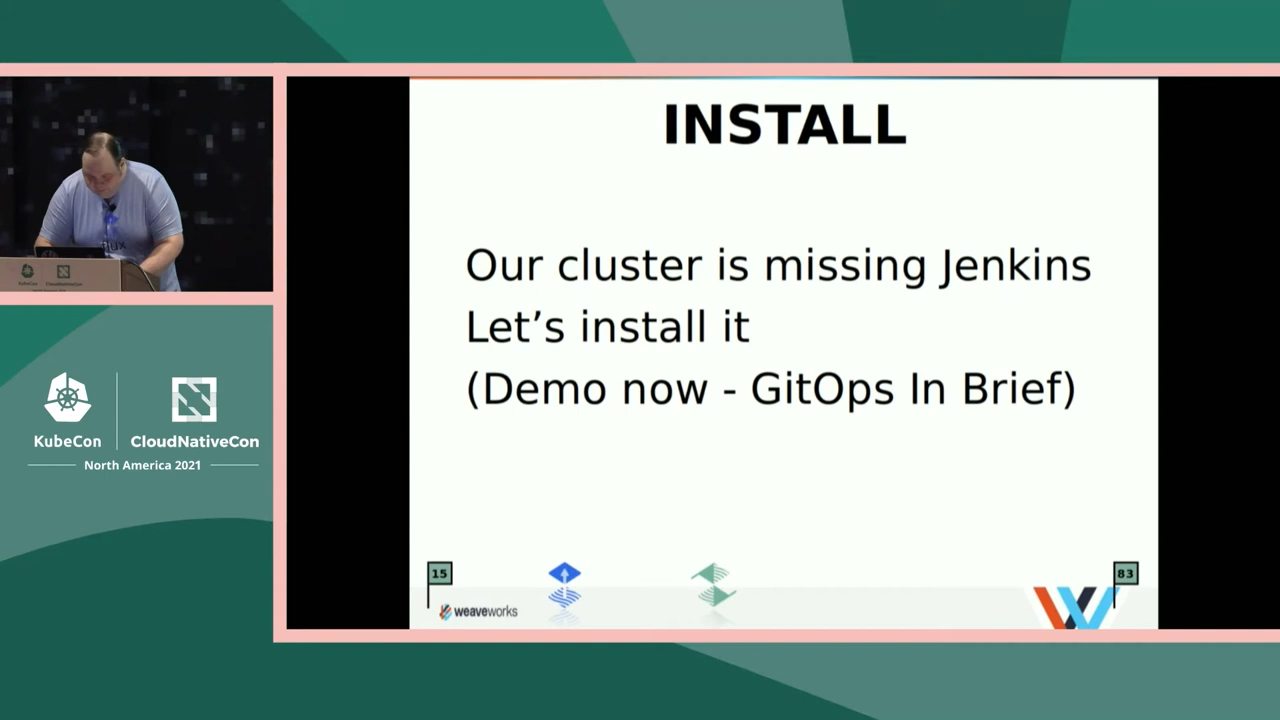 INSTALL
Our cluster is missing Jenkins
Let’s install it
(Demo now - GitOps In Brief)
15
83
weaveworks
flux
KubeCon
CloudNativeCon
North America 2021